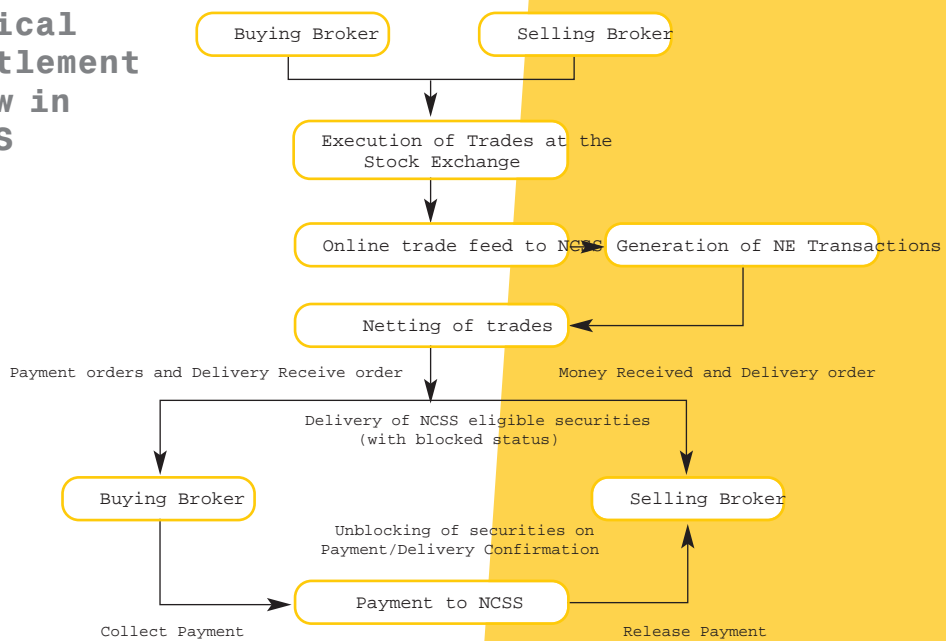 ical
tlement
w in
S
Buying Broker
Selling Broker
Execution of Trades at the
Stock Exchange
Online trade feed to NCSS
Generation of NE Transactions
Netting of trades
Payment orders and Delivery Receive order
Money Received and Delivery order
Delivery of NCSS eligible securities
(with blocked status)
Buying Broker
Selling Broker
Unblocking of securities on
Payment/Delivery Confirmation
Payment to NCSS
Collect Payment
Release Payment